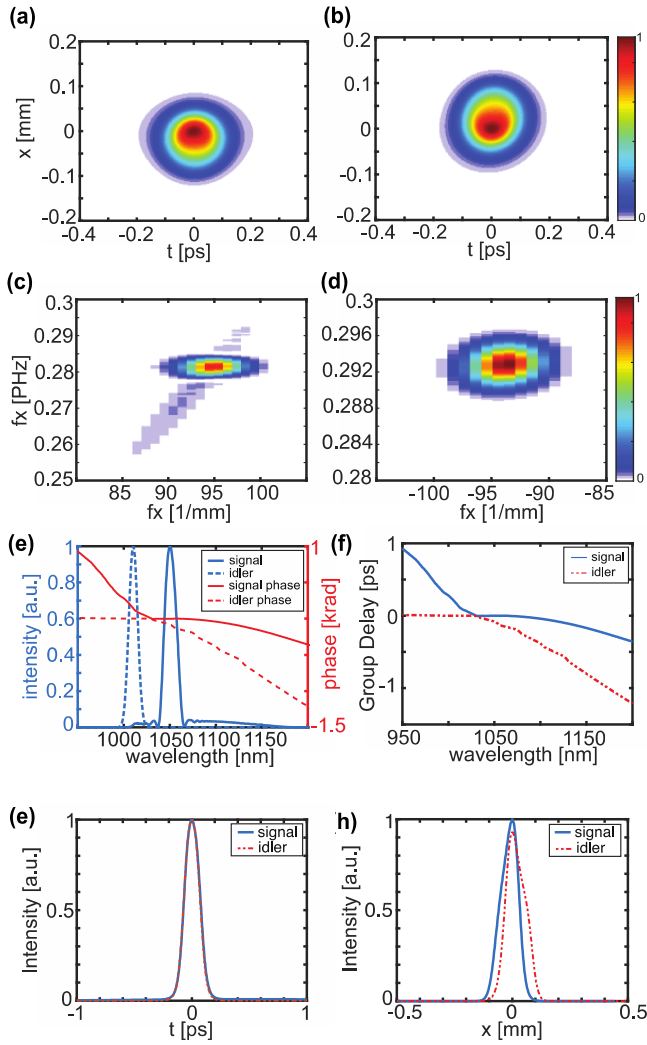 (a)
(b)
0.2
0.1
0
-0.1
-0.2
x [mm]
-0.4
-0.2
0
0.2
0.4
t [ps]
0.2
0.1
0
-0.1
-0.2
-0.4
-0.2
0
0.2
0.4
t [ps]
1
0
(c)
(d)
0.3
0.29
0.28
0.27
0.26
0.25
fx [PHz]
85
90
95
100
105
fx [1/mm]
0.3
0.296
0.292
0.288
0.284
0.28
-100
-95
-90
-85
fx [1/mm]
1
0
(e)
(f)
1
0.8
0.6
0.4
0.2
0
intensity [a.u.]
signal
idler
signal phase
idler phase
1
-1.5
phase [krad]
1000
1050
1100
1150
wavelength [nm]
1
0
-1
Group Delay [ps]
signal
idler
950
1050
1150
wavelength [nm]
(e)
(h)
1
0.5
0
Intensity [a.u.]
signal
idler
-1
0
1
t [ps]
1
0.5
0
Intensity [a.u.]
signal
idler
-0.5
0
0.5
x [mm]